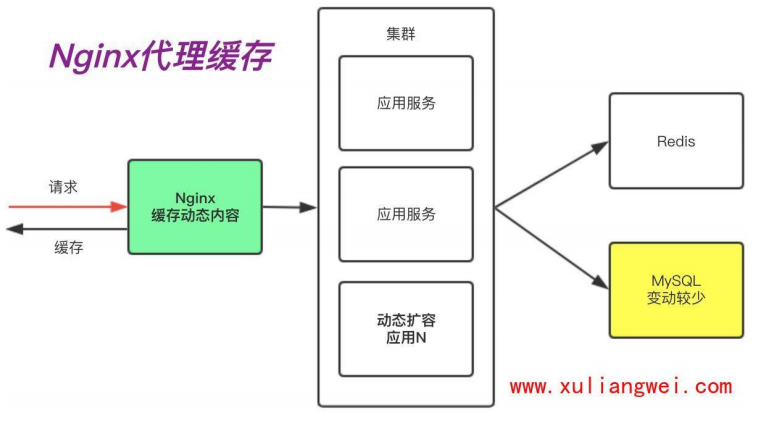 Nginx代理缓存
集群
应用服务
Redis
请求
Nginx
缓存动态内容
应用服务
缓存
MySQL
变动较少
动态扩容
应用N
www.xuliangwei.com